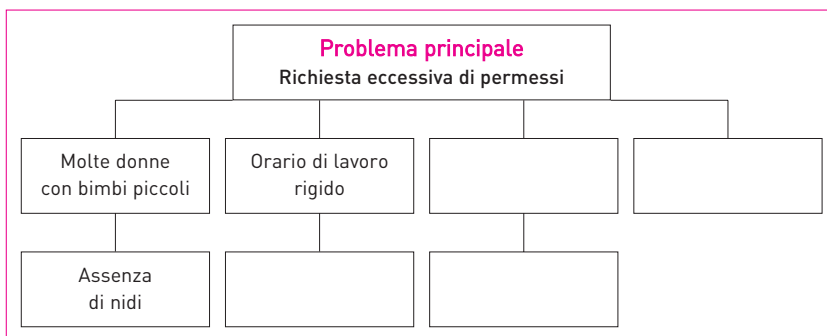 Problema principale
Richiesta eccessiva di permessi
Molte donne
con bimbi piccoli
Orario di lavoro
rigido
Assenza
di nidi